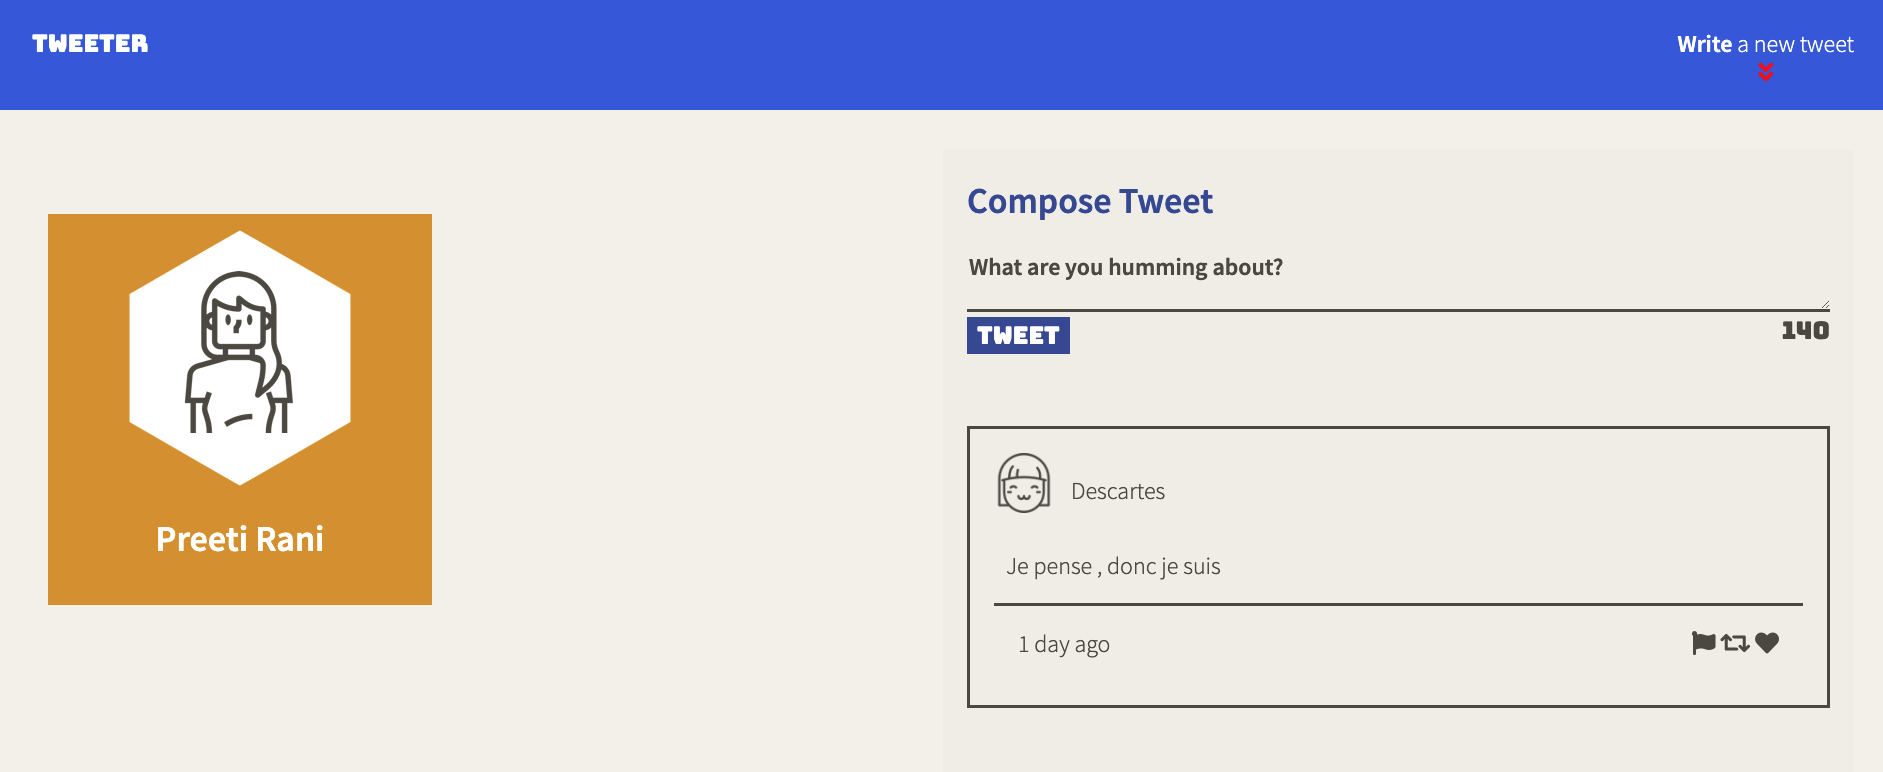 TWEETER
Write a new tweet
Preeti Rani
Compose Tweet
What are you humming about?
TWEET
140
Descartes
Je pense , donc je suis
1 day ago